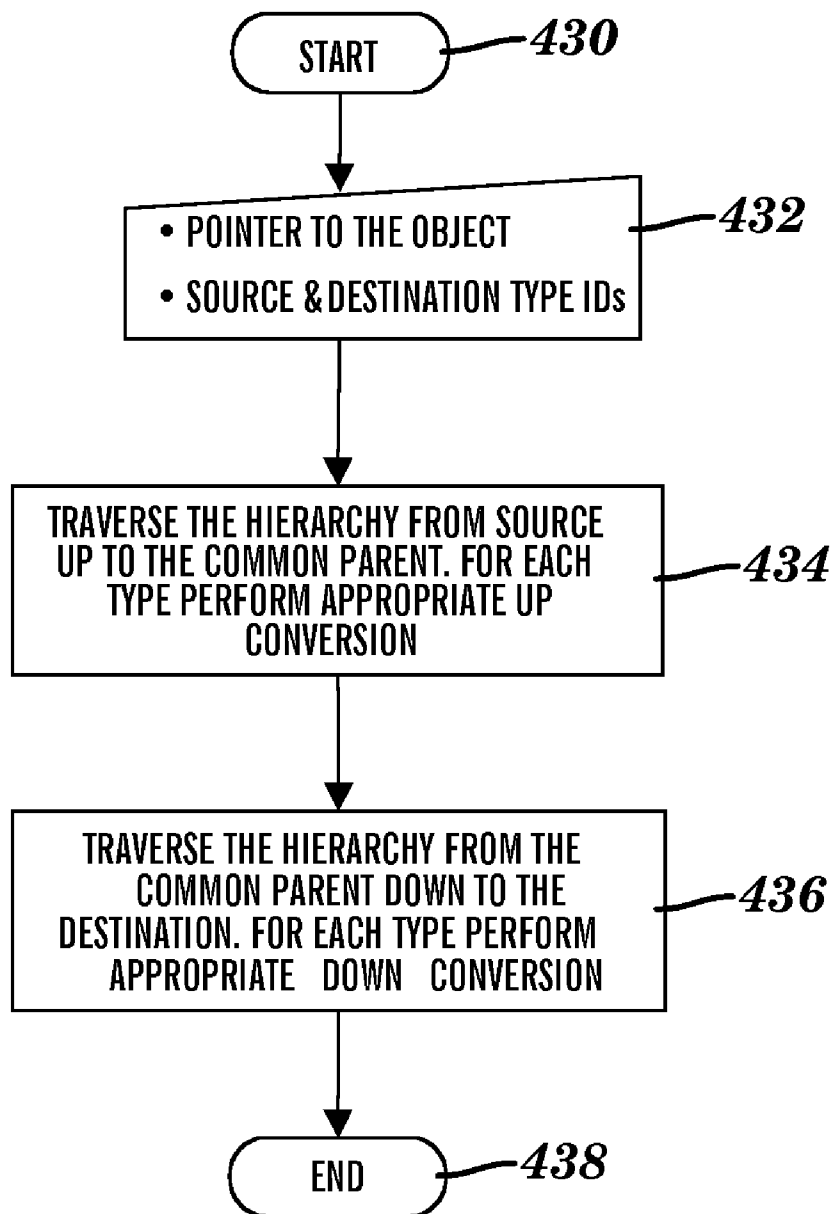 START
430
• POINTER TO THE OBJECT
432
• SOURCE & DESTINATION TYPE IDs
TRAVERSE THE HIERARCHY FROM SOURCE
UP TO THE COMMON PARENT. FOR EACH
TYPE PERFORM APPROPRIATE UP
CONVERSION
434
TRAVERSE THE HIERARCHY FROM THE
COMMON PARENT DOWN TO THE
DESTINATION. FOR EACH TYPE PERFORM
APPROPRIATE DOWN CONVERSION
436
END
438